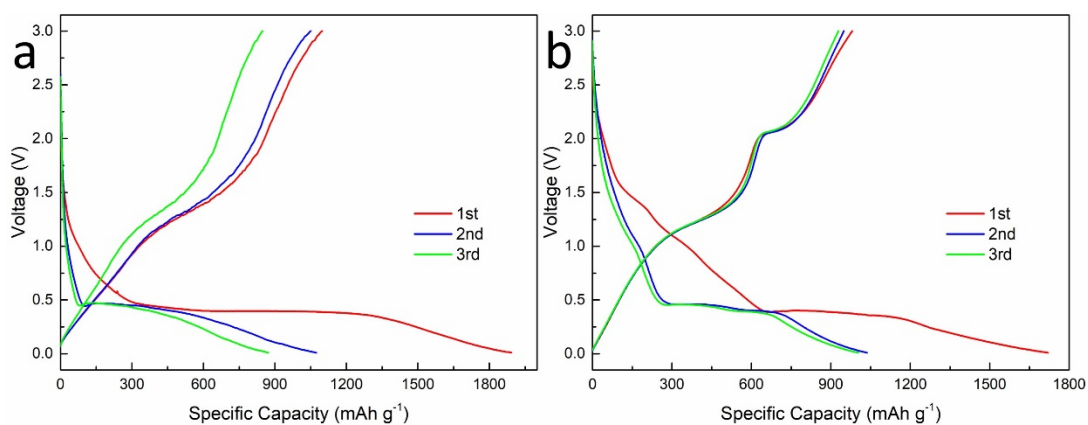 a
3.0
2.5
2.0
1.5
1.0
0.5
0.0
Voltage (V)
1st
2nd
3rd
0 300 600 900 1200 1500 1800
Specific Capacity (mAh g⁻¹)
b
3.0
2.5
2.0
1.5
1.0
0.5
0.0
Voltage (V)
1st
2nd
3rd
0 300 600 900 1200 1500 1800
Specific Capacity (mAh g⁻¹)